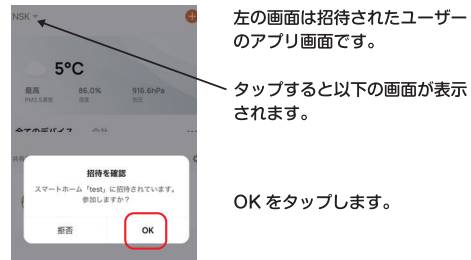 NSK
左の画面は招待されたユーザー
のアプリ画面です。
5°C
最高 86.0% 916.6hPa
PM2.5濃度 湿度 気圧
タップすると以下の画面が表示
されます。
全てのデバイス 会社 ...
招待を確認
スマートホーム「test」に招待されています。
参加しますか？
拒否 OK
OK をタップします。